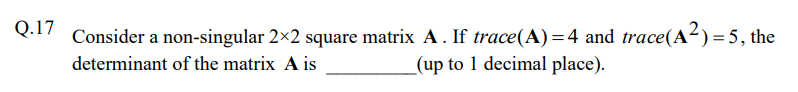 Q.17 Consider a non-singular 2×2 square matrix A. If trace(A)=4 and trace(A²)=5, the
determinant of the matrix A is _________(up to 1 decimal place).